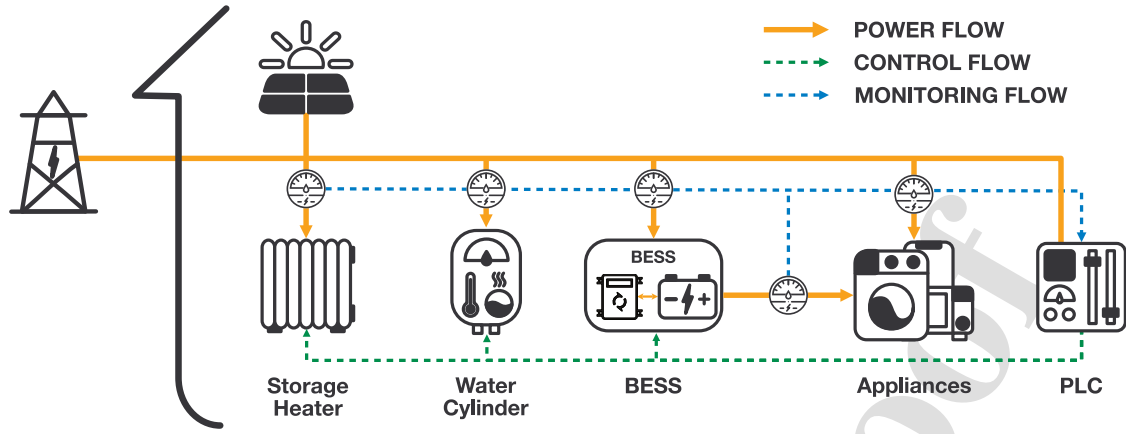 POWER FLOW
CONTROL FLOW
MONITORING FLOW
BESS
Storage
Heater
Water
Cylinder
BESS
Appliances
PLC